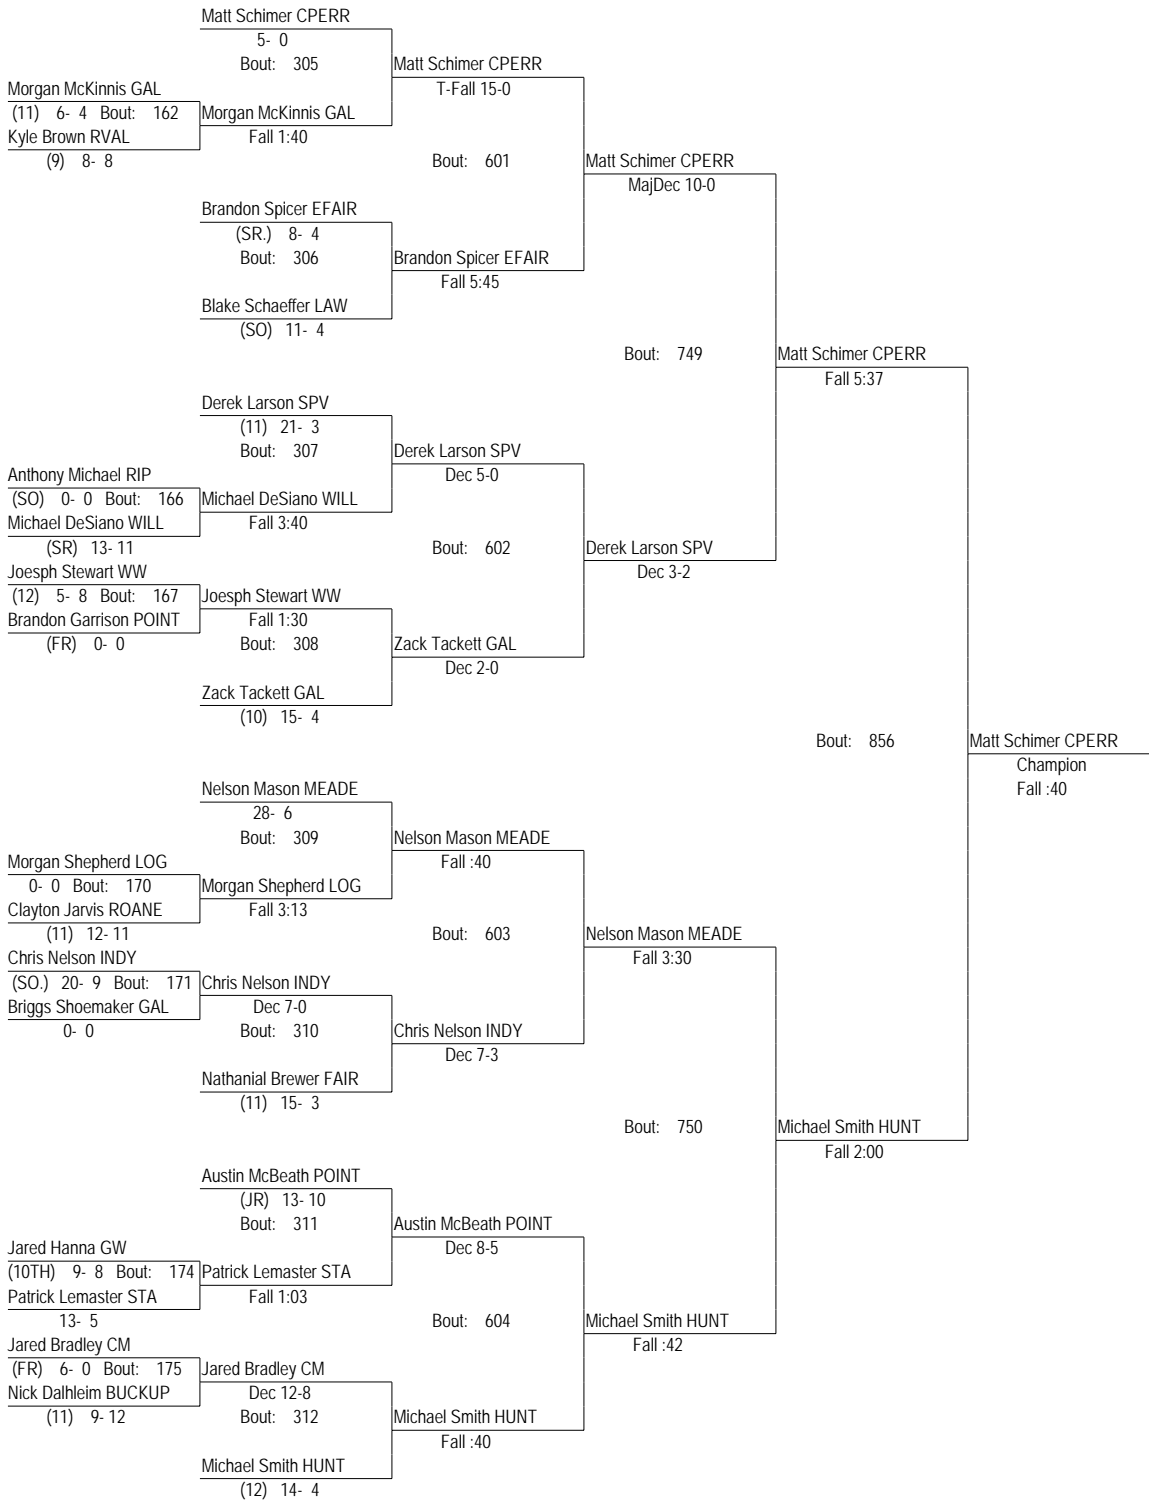 Matt Schimer CPERR
5- 0
Bout: 305
Matt Schimer CPERR
T-Fall 15-0
Morgan McKinnis GAL
(11) 6- 4 Bout: 162
Morgan McKinnis GAL
Fall 1:40
Kyle Brown RVAL
(9) 8- 8
Bout: 601
Matt Schimer CPERR
MajDec 10-0
Brandon Spicer EFAIR
(SR.) 8- 4
Bout: 306
Brandon Spicer EFAIR
Fall 5:45
Blake Schaeffer LAW
(SO) 11- 4
Bout: 749
Matt Schimer CPERR
Fall 5:37
Derek Larson SPV
(11) 21- 3
Bout: 307
Derek Larson SPV
Dec 5-0
Anthony Michael RIP
(SO) 0- 0 Bout: 166
Michael DeSiano WILL
Fall 3:40
Michael DeSiano WILL
(SR) 13- 11
Bout: 602
Derek Larson SPV
Dec 3-2
Joesph Stewart WW
(12) 5- 8 Bout: 167
Joesph Stewart WW
Fall 1:30
Brandon Garrison POINT
(FR) 0- 0
Bout: 308
Zack Tackett GAL
Dec 2-0
Zack Tackett GAL
(10) 15- 4
Bout: 856
Matt Schimer CPERR
Champion
Fall :40
Nelson Mason MEADE
28- 6
Bout: 309
Nelson Mason MEADE
Fall :40
Morgan Shepherd LOG
0- 0 Bout: 170
Morgan Shepherd LOG
Fall 3:13
Clayton Jarvis ROANE
(11) 12- 11
Bout: 603
Nelson Mason MEADE
Fall 3:30
Chris Nelson INDY
(SO.) 20- 9 Bout: 171
Chris Nelson INDY
Dec 7-0
Briggs Shoemaker GAL
0- 0
Bout: 310
Chris Nelson INDY
Dec 7-3
Nathanial Brewer FAIR
(11) 15- 3
Bout: 750
Michael Smith HUNT
Fall 2:00
Austin McBeath POINT
(JR) 13- 10
Bout: 311
Austin McBeath POINT
Dec 8-5
Jared Hanna GW
(10TH) 9- 8 Bout: 174
Patrick Lemaster STA
Fall 1:03
Patrick Lemaster STA
13- 5
Bout: 604
Michael Smith HUNT
Fall :42
Jared Bradley CM
(FR) 6- 0 Bout: 175
Jared Bradley CM
Dec 12-8
Nick Dalhleim BUCKUP
(11) 9- 12
Bout: 312
Michael Smith HUNT
Fall :40
Michael Smith HUNT
(12) 14- 4